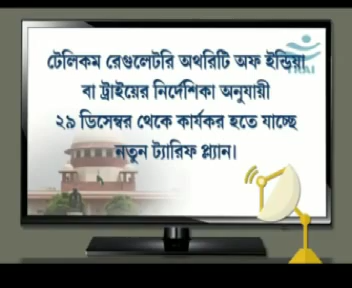 টেলিকম রেগুলেটরি অথরিটি অফ ইন্ডিয়া
বা ট্রাইয়ের নির্দেশিকা অনুযায়ী
২৯ ডিসেম্বর থেকে কার্যকর হতে যাচ্ছে
নতুন ট্যারিফ প্ল্যান।
TRAI